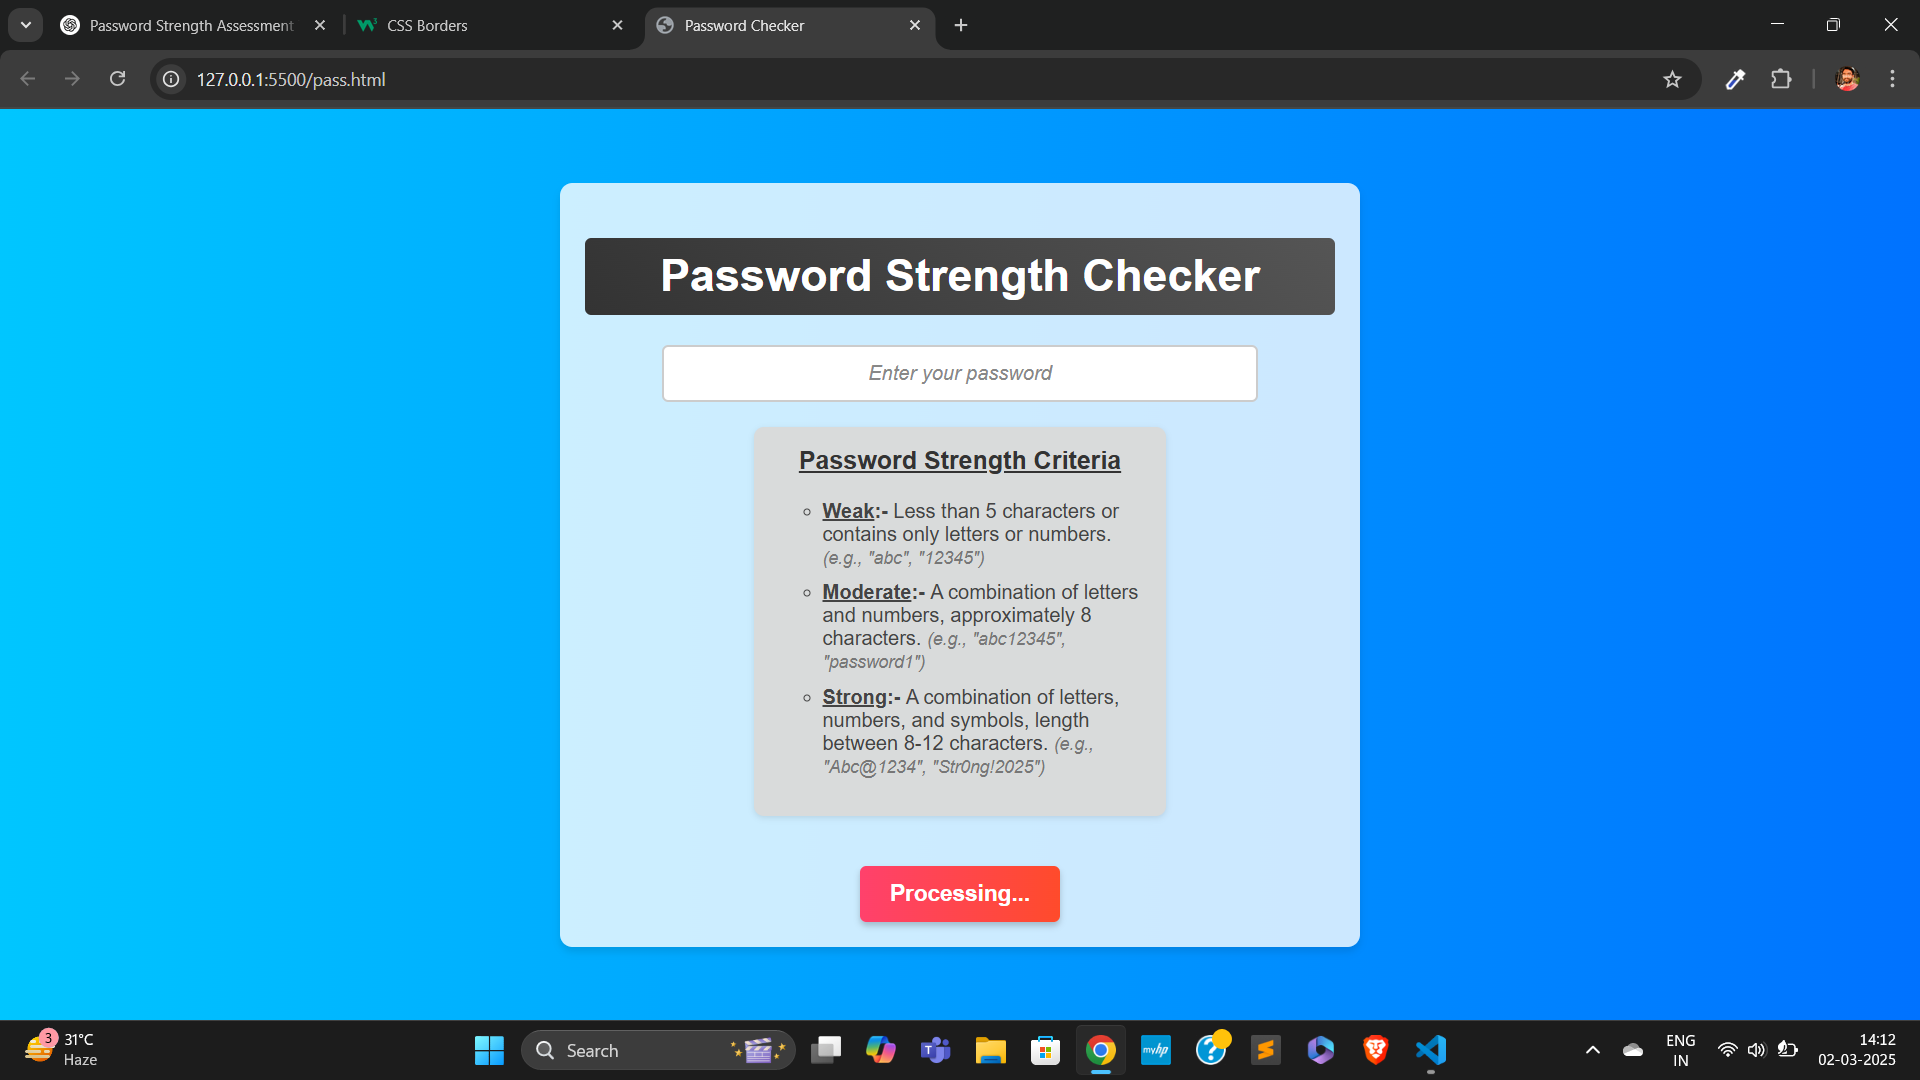 Password Strength Assessment
CSS Borders
Password Checker
127.0.0.1:5500/pass.html
Password Strength Checker
Enter your password
Password Strength Criteria
Weak:- Less than 5 characters or
contains only letters or numbers.
(e.g., "abc", "12345")
Moderate:- A combination of letters
and numbers, approximately 8
characters. (e.g., "abc12345",
"password1")
Strong:- A combination of letters,
numbers, and symbols, length
between 8-12 characters. (e.g.,
"Abc@1234", "Str0ng!2025")
Processing...
3
31°C
Haze
Search
myhp
ENG
IN
14:12
02-03-2025